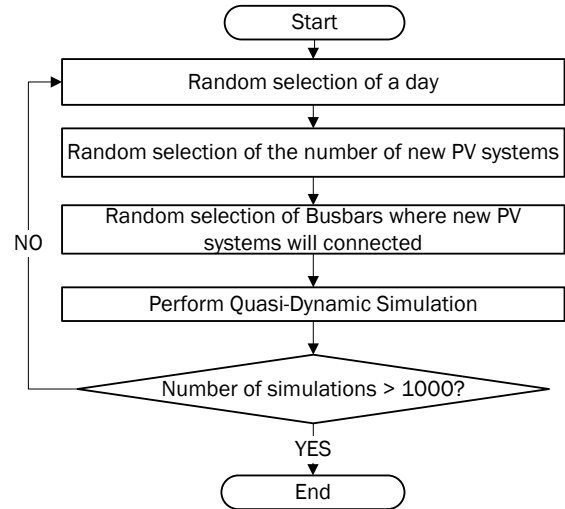 Start
Random selection of a day
Random selection of the number of new PV systems
Random selection of Busbars where new PV
systems will connected
NO
Perform Quasi-Dynamic Simulation
Number of simulations > 1000?
YES
End